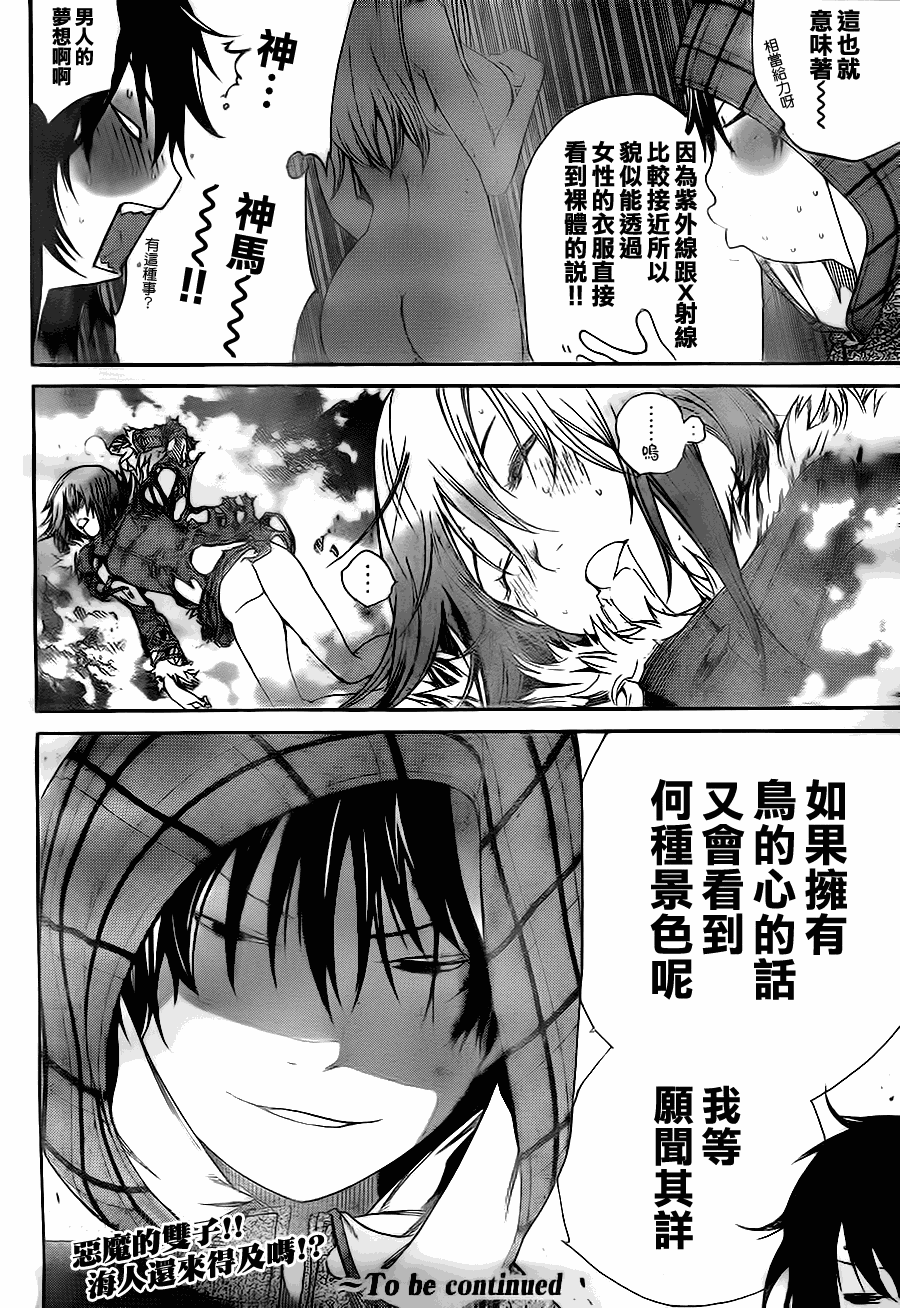 這也就
意味著～
相當給力呀
因為紫外線跟X射線
比較接近所以
貌似能透過
女性的衣服直接
看到裸體的說!!
神…
神馬～!!
有這種事？
男人的
夢想啊啊
……
嗚
…
…
如果擁有
鳥的心的話
又會看到
何種景色呢
我等
願聞其詳
惡魔的雙子!!
海人還來得及嗎!?
~To be continued